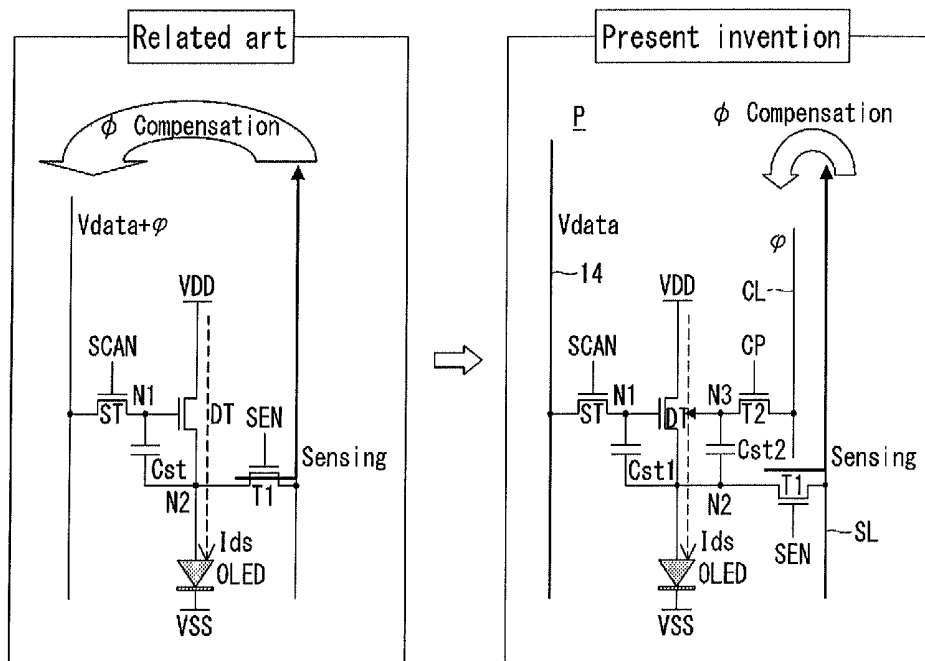 Related art
ϕ Compensation
Vdata+φ
VDD
SCAN
N1
ST
DT
SEN
Cst
Sensing
T1
N2
Ids
OLED
VSS
Present invention
P
ϕ Compensation
Vdata
φ
14
VDD
CL
SCAN
CP
N1
N3
ST
DT
T2
Cst1
Cst2
Sensing
T1
N2
SEN
SL
Ids
OLED
VSS